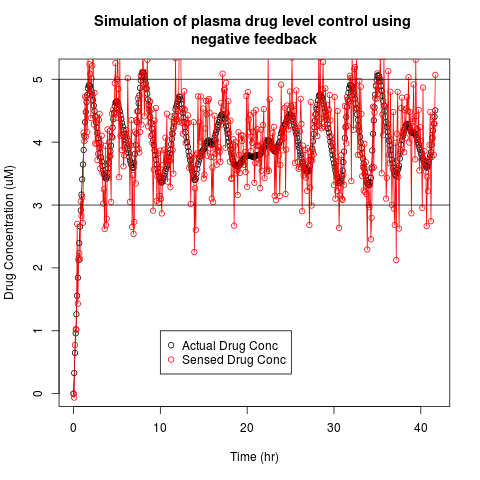 Simulation of plasma drug level control using
negative feedback
Drug Concentration (uM)
5
4
3
2
1
0
Actual Drug Conc
Sensed Drug Conc
0 10 20 30 40
Time (hr)